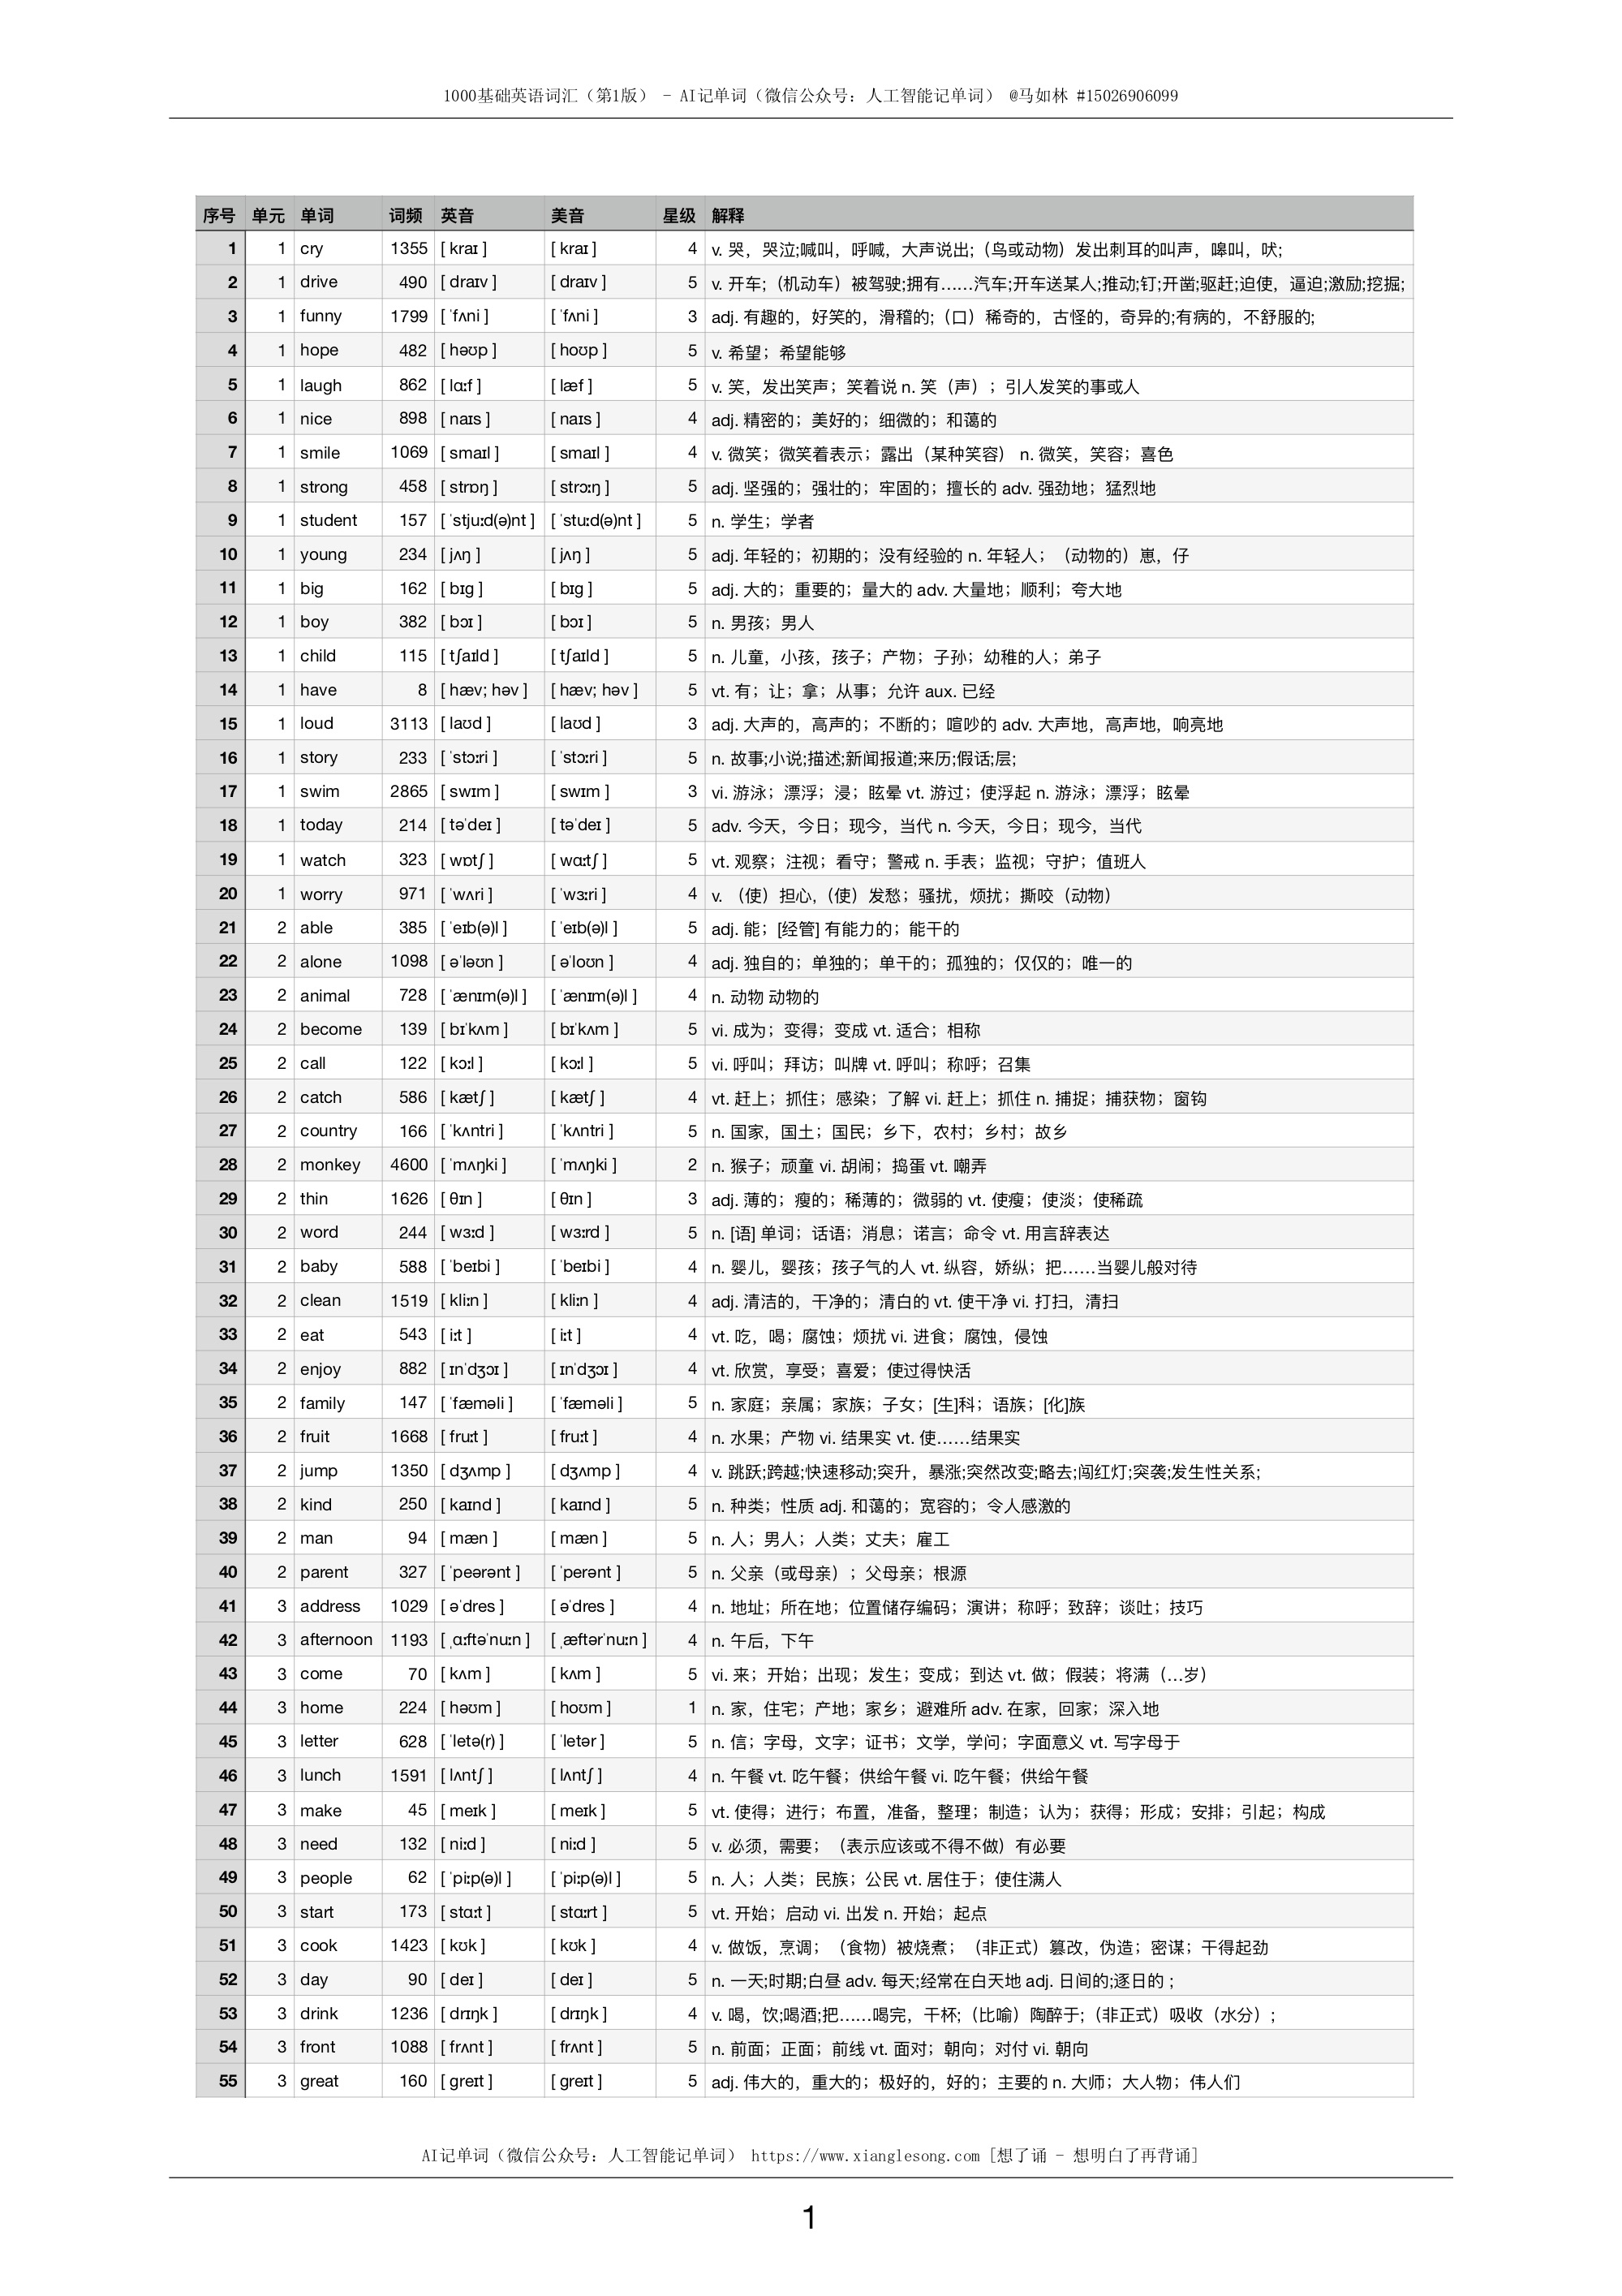 1000基础英语词汇（第1版） - AI记单词（微信公众号：人工智能记单词） @马如林 #15026906099
序号 单元 单词 词频 英音 美音 星级 解释
1 1 cry 1355 [ kraɪ ] [ kraɪ ] 4 v. 哭，哭泣;喊叫，呼喊，大声说出;（鸟或动物）发出刺耳的叫声，嗥叫，吠;
2 1 drive 490 [ draɪv ] [ draɪv ] 5 v. 开车;（机动车）被驾驶;拥有……汽车;开车送某人;推动;钉;开凿;驱赶;迫使，逼迫;激励;挖掘;
3 1 funny 1799 [ ˈfʌni ] [ ˈfʌni ] 3 adj. 有趣的，好笑的，滑稽的;（口）稀奇的，古怪的，奇异的;有病的，不舒服的;
4 1 hope 482 [ həʊp ] [ hoʊp ] 5 v. 希望；希望能够
5 1 laugh 862 [ lɑːf ] [ læf ] 5 v. 笑，发出笑声；笑着说 n. 笑（声）；引人发笑的事或人
6 1 nice 898 [ naɪs ] [ naɪs ] 4 adj. 精密的；美好的；细微的；和蔼的
7 1 smile 1069 [ smaɪl ] [ smaɪl ] 4 v. 微笑；微笑着表示；露出（某种笑容） n. 微笑，笑容；喜色
8 1 strong 458 [ strɒŋ ] [ strɔːŋ ] 5 adj. 坚强的；强壮的；牢固的；擅长的 adv. 强劲地；猛烈地
9 1 student 157 [ ˈstjuːd(ə)nt ] [ ˈstuːd(ə)nt ] 5 n. 学生；学者
10 1 young 234 [ jʌŋ ] [ jʌŋ ] 5 adj. 年轻的；初期的；没有经验的 n. 年轻人；（动物的）崽，仔
11 1 big 162 [ bɪɡ ] [ bɪɡ ] 5 adj. 大的；重要的；量大的 adv. 大量地；顺利；夸大地
12 1 boy 382 [ bɔɪ ] [ bɔɪ ] 5 n. 男孩；男人
13 1 child 115 [ tʃaɪld ] [ tʃaɪld ] 5 n. 儿童，小孩，孩子；产物；子孙；幼稚的人；弟子
14 1 have 8 [ hæv; həv ] [ hæv; həv ] 5 vt. 有；让；拿；从事；允许 aux. 已经
15 1 loud 3113 [ laʊd ] [ laʊd ] 3 adj. 大声的，高声的；不断的；喧吵的 adv. 大声地，高声地，响亮地
16 1 story 233 [ ˈstɔːri ] [ ˈstɔːri ] 5 n. 故事;小说;描述;新闻报道;来历;假话;层;
17 1 swim 2865 [ swɪm ] [ swɪm ] 3 vi. 游泳；漂浮；浸；眩晕 vt. 游过；使浮起 n. 游泳；漂浮；眩晕
18 1 today 214 [ təˈdeɪ ] [ təˈdeɪ ] 5 adv. 今天，今日；现今，当代 n. 今天，今日；现今，当代
19 1 watch 323 [ wɒtʃ ] [ wɑːtʃ ] 5 vt. 观察；注视；看守；警戒 n. 手表；监视；守护；值班人
20 1 worry 971 [ ˈwʌri ] [ ˈwɜːri ] 4 v. （使）担心，（使）发愁；骚扰，烦扰；撕咬（动物）
21 2 able 385 [ ˈeɪb(ə)l ] [ ˈeɪb(ə)l ] 5 adj. 能；[经管] 有能力的；能干的
22 2 alone 1098 [ əˈləʊn ] [ əˈloʊn ] 4 adj. 独自的；单独的；单干的；孤独的；仅仅的；唯一的
23 2 animal 728 [ ˈænɪm(ə)l ] [ ˈænɪm(ə)l ] 4 n. 动物 动物的
24 2 become 139 [ bɪˈkʌm ] [ bɪˈkʌm ] 5 vi. 成为；变得；变成 vt. 适合；相称
25 2 call 122 [ kɔːl ] [ kɔːl ] 5 vi. 呼叫；拜访；叫牌 vt. 呼叫；称呼；召集
26 2 catch 586 [ kætʃ ] [ kætʃ ] 4 vt. 赶上；抓住；感染；了解 vi. 赶上；抓住 n. 捕捉；捕获物；窗钩
27 2 country 166 [ ˈkʌntri ] [ ˈkʌntri ] 5 n. 国家，国土；国民；乡下，农村；乡村；故乡
28 2 monkey 4600 [ ˈmʌŋki ] [ ˈmʌŋki ] 2 n. 猴子；顽童 vi. 胡闹；捣蛋 vt. 嘲弄
29 2 thin 1626 [ θɪn ] [ θɪn ] 3 adj. 薄的；瘦的；稀薄的；微弱的 vt. 使瘦；使淡；使稀疏
30 2 word 244 [ wɜːd ] [ wɜːrd ] 5 n. [语] 单词；话语；消息；诺言；命令 vt. 用言辞表达
31 2 baby 588 [ ˈbeɪbi ] [ ˈbeɪbi ] 4 n. 婴儿，婴孩；孩子气的人 vt. 纵容，娇纵；把……当婴儿般对待
32 2 clean 1519 [ kliːn ] [ kliːn ] 4 adj. 清洁的，干净的；清白的 vt. 使干净 vi. 打扫，清扫
33 2 eat 543 [ iːt ] [ iːt ] 4 vt. 吃，喝；腐蚀；烦扰 vi. 进食；腐蚀，侵蚀
34 2 enjoy 882 [ ɪnˈdʒɔɪ ] [ ɪnˈdʒɔɪ ] 4 vt. 欣赏，享受；喜爱；使过得快活
35 2 family 147 [ ˈfæməli ] [ ˈfæməli ] 5 n. 家庭；亲属；家族；子女；[生]科；语族；[化]族
36 2 fruit 1668 [ fruːt ] [ fruːt ] 4 n. 水果；产物 vi. 结果实 vt. 使……结果实
37 2 jump 1350 [ dʒʌmp ] [ dʒʌmp ] 4 v. 跳跃;跨越;快速移动;突升，暴涨;突然改变;略去;闯红灯;突袭;发生性关系;
38 2 kind 250 [ kaɪnd ] [ kaɪnd ] 5 n. 种类；性质 adj. 和蔼的；宽容的；令人感激的
39 2 man 94 [ mæn ] [ mæn ] 5 n. 人；男人；人类；丈夫；雇工
40 2 parent 327 [ ˈpeərənt ] [ ˈperənt ] 5 n. 父亲（或母亲）；父母亲；根源
41 3 address 1029 [ əˈdres ] [ əˈdres ] 4 n. 地址；所在地；位置储存编码；演讲；称呼；致辞；谈吐；技巧
42 3 afternoon 1193 [ ˌɑːftəˈnuːn ] [ ˌæftərˈnuːn ] 4 n. 午后，下午
43 3 come 70 [ kʌm ] [ kʌm ] 5 vi. 来；开始；出现；发生；变成；到达 vt. 做；假装；将满（…岁）
44 3 home 224 [ həʊm ] [ hoʊm ] 1 n. 家，住宅；产地；家乡；避难所 adv. 在家，回家；深入地
45 3 letter 628 [ ˈletə(r) ] [ ˈletər ] 5 n. 信；字母，文字；证书；文学，学问；字面意义 vt. 写字母于
46 3 lunch 1591 [ lʌntʃ ] [ lʌntʃ ] 4 n. 午餐 vt. 吃午餐；供给午餐 vi. 吃午餐；供给午餐
47 3 make 45 [ meɪk ] [ meɪk ] 5 vt. 使得；进行；布置，准备，整理；制造；认为；获得；形成；安排；引起；构成
48 3 need 132 [ niːd ] [ niːd ] 5 v. 必须，需要；（表示应该或不得不做）有必要
49 3 people 62 [ ˈpiːp(ə)l ] [ ˈpiːp(ə)l ] 5 n. 人；人类；民族；公民 vt. 居住于；使住满人
50 3 start 173 [ stɑːt ] [ stɑːrt ] 5 vt. 开始；启动 vi. 出发 n. 开始；起点
51 3 cook 1423 [ kʊk ] [ kʊk ] 4 v. 做饭，烹调；（食物）被烧煮；（非正式）篡改，伪造；密谋；干得起劲
52 3 day 90 [ deɪ ] [ deɪ ] 5 n. 一天;时期;白昼 adv. 每天;经常在白天地 adj. 日间的;逐日的 ;
53 3 drink 1236 [ drɪŋk ] [ drɪŋk ] 4 v. 喝，饮;喝酒;把……喝完，干杯;（比喻）陶醉于;（非正式）吸收（水分）;
54 3 front 1088 [ frʌnt ] [ frʌnt ] 5 n. 前面；正面；前线 vt. 面对；朝向；对付 vi. 朝向
55 3 great 160 [ ɡreɪt ] [ ɡreɪt ] 5 adj. 伟大的，重大的；极好的，好的；主要的 n. 大师；大人物；伟人们
AI记单词（微信公众号：人工智能记单词） https://www.xianglesong.com [想了诵 - 想明白了再背诵]
1